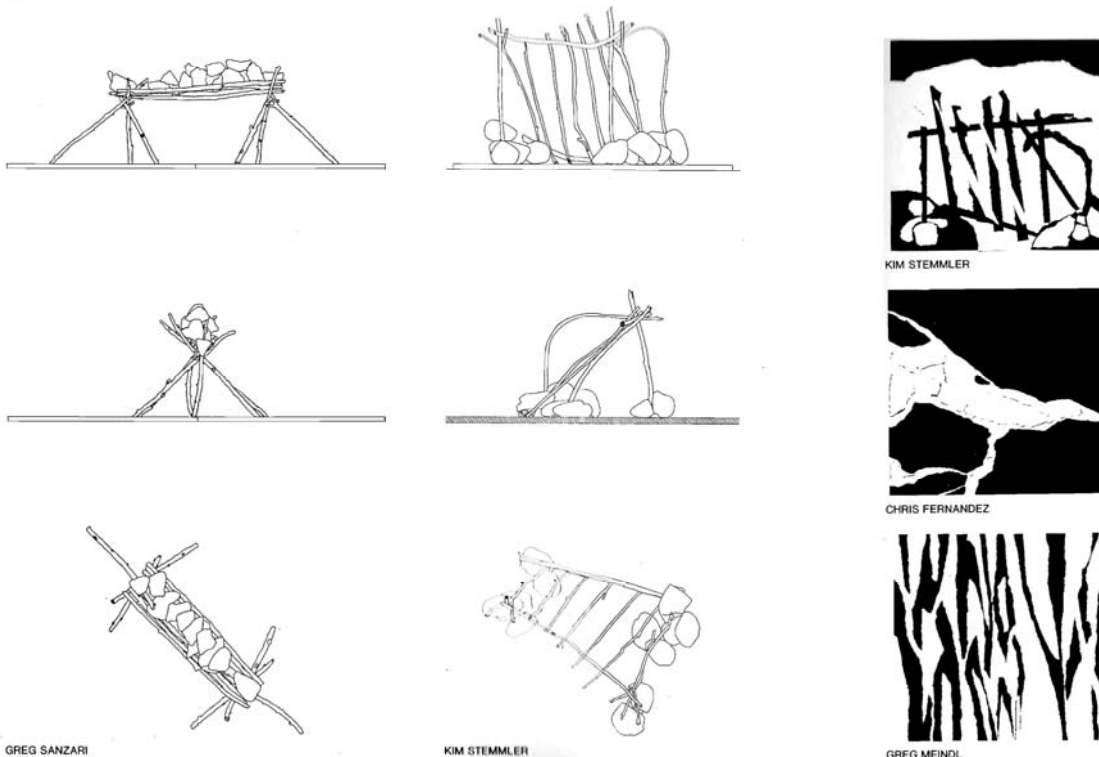 GREG SANZARI
KIM STEMMLER
KIM STEMMLER
CHRIS FERNANDEZ
GREG MEINDL